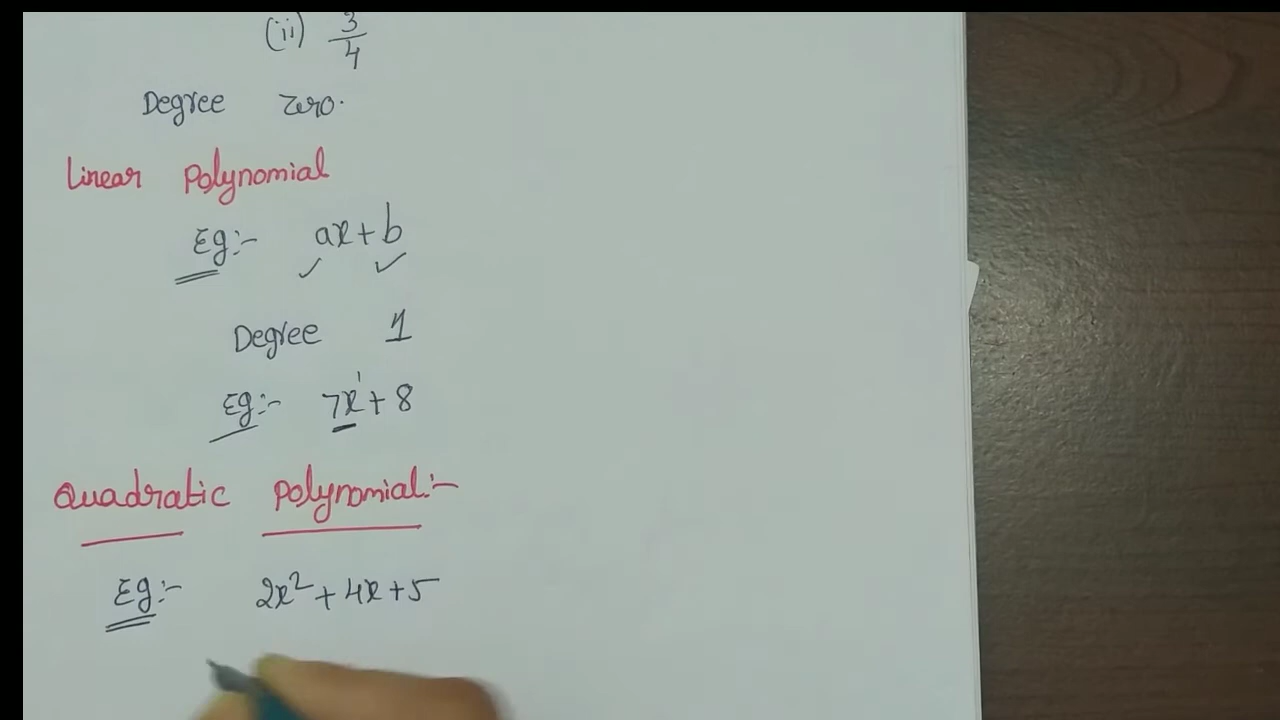 (ii) 3/4
Degree zero.
Linear Polynomial
Eg:- ax+b
✓ ✓
Degree 1
Eg:- 7x¹+8
Quadratic Polynomial:-
Eg:- 2x²+4x+5